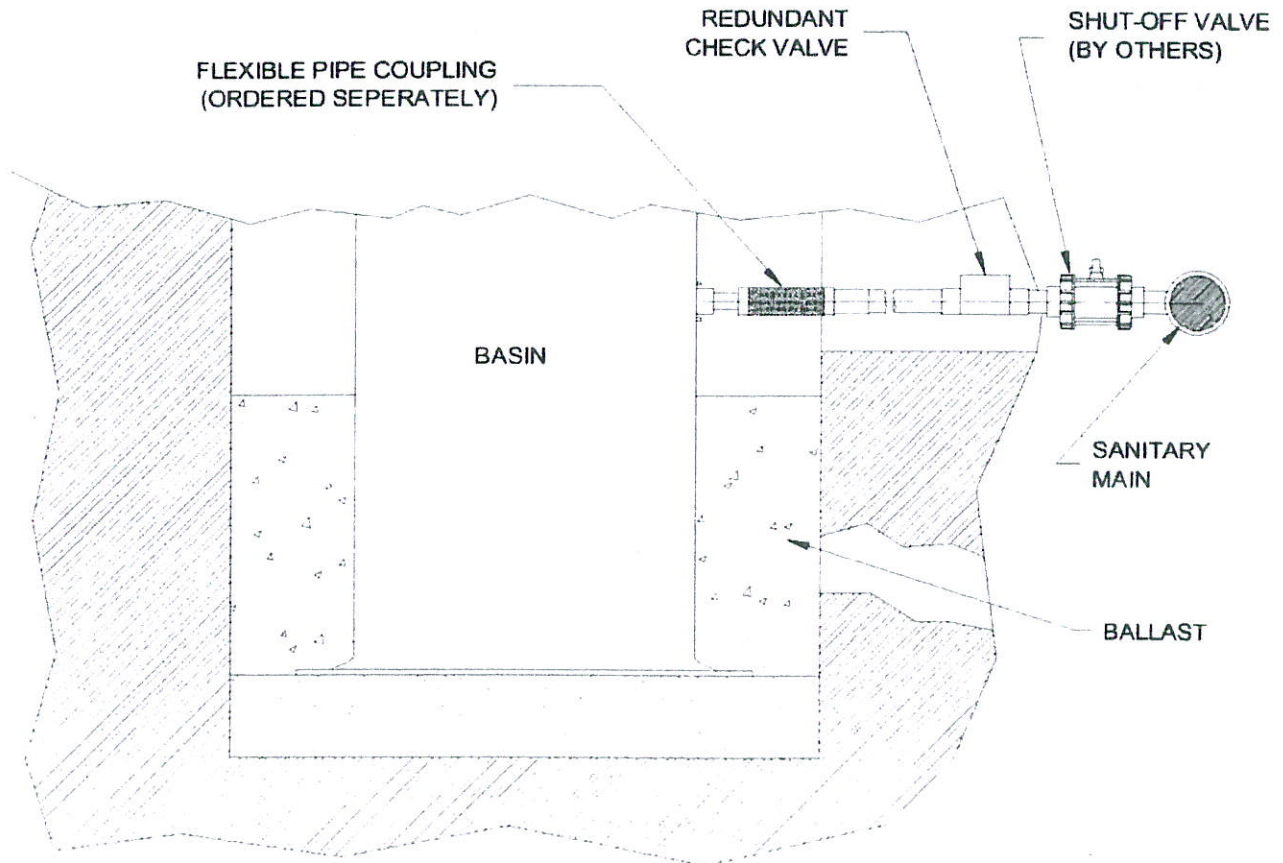 REDUNDANT
CHECK VALVE
SHUT-OFF VALVE
(BY OTHERS)
FLEXIBLE PIPE COUPLING
(ORDERED SEPERATELY)
BASIN
SANITARY
MAIN
BALLAST